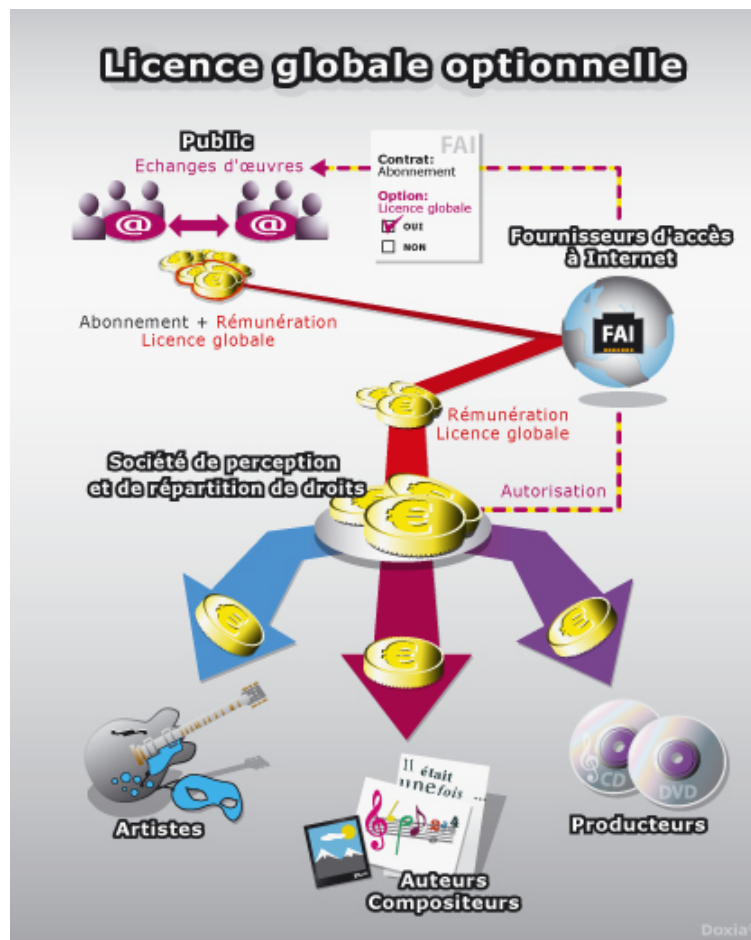 Licence globale optionnelle
Public
Echanges d'œuvres
@
@
FAI
Contrat:
Abonnement
Option:
Licence globale
OUI
NON
Fournisseurs d'accès
à Internet
FAI
Abonnement + Rémunération
Licence globale
Rémunération
Licence globale
Société de perception
et de répartition de droits
Autorisation
Il était
une fois ...
CD
DVD
Artistes
Producteurs
Auteurs
Compositeurs
Doxia